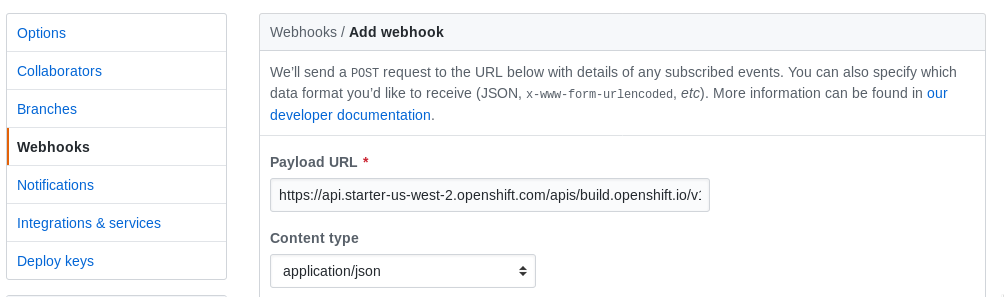 Options
Collaborators
Branches
Webhooks
Notifications
Integrations & services
Deploy keys
Webhooks / Add webhook
We'll send a POST request to the URL below with details of any subscribed events. You can also specify which
data format you'd like to receive (JSON, x-www-form-urlencoded, etc). More information can be found in our
developer documentation.
Payload URL *
https://api.starter-us-west-2.openshift.com/apis/build.openshift.io/v1
Content type
application/json